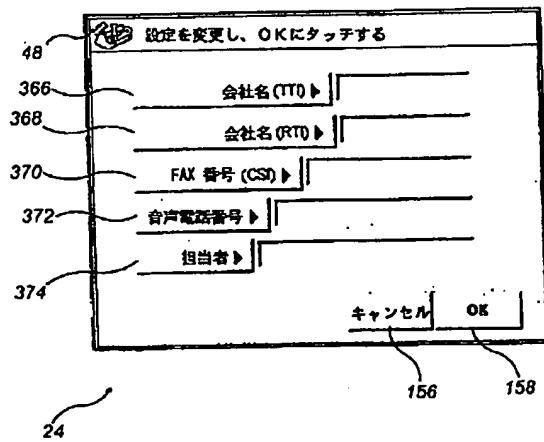 48
設定を変更し、OKにタッチする
366
会社名(TTI)▶
368
会社名(RTI)▶
370
FAX 番号(CSI)▶
372
音声電話番号▶
374
担当者▶
キャンセル OK
156 158
24